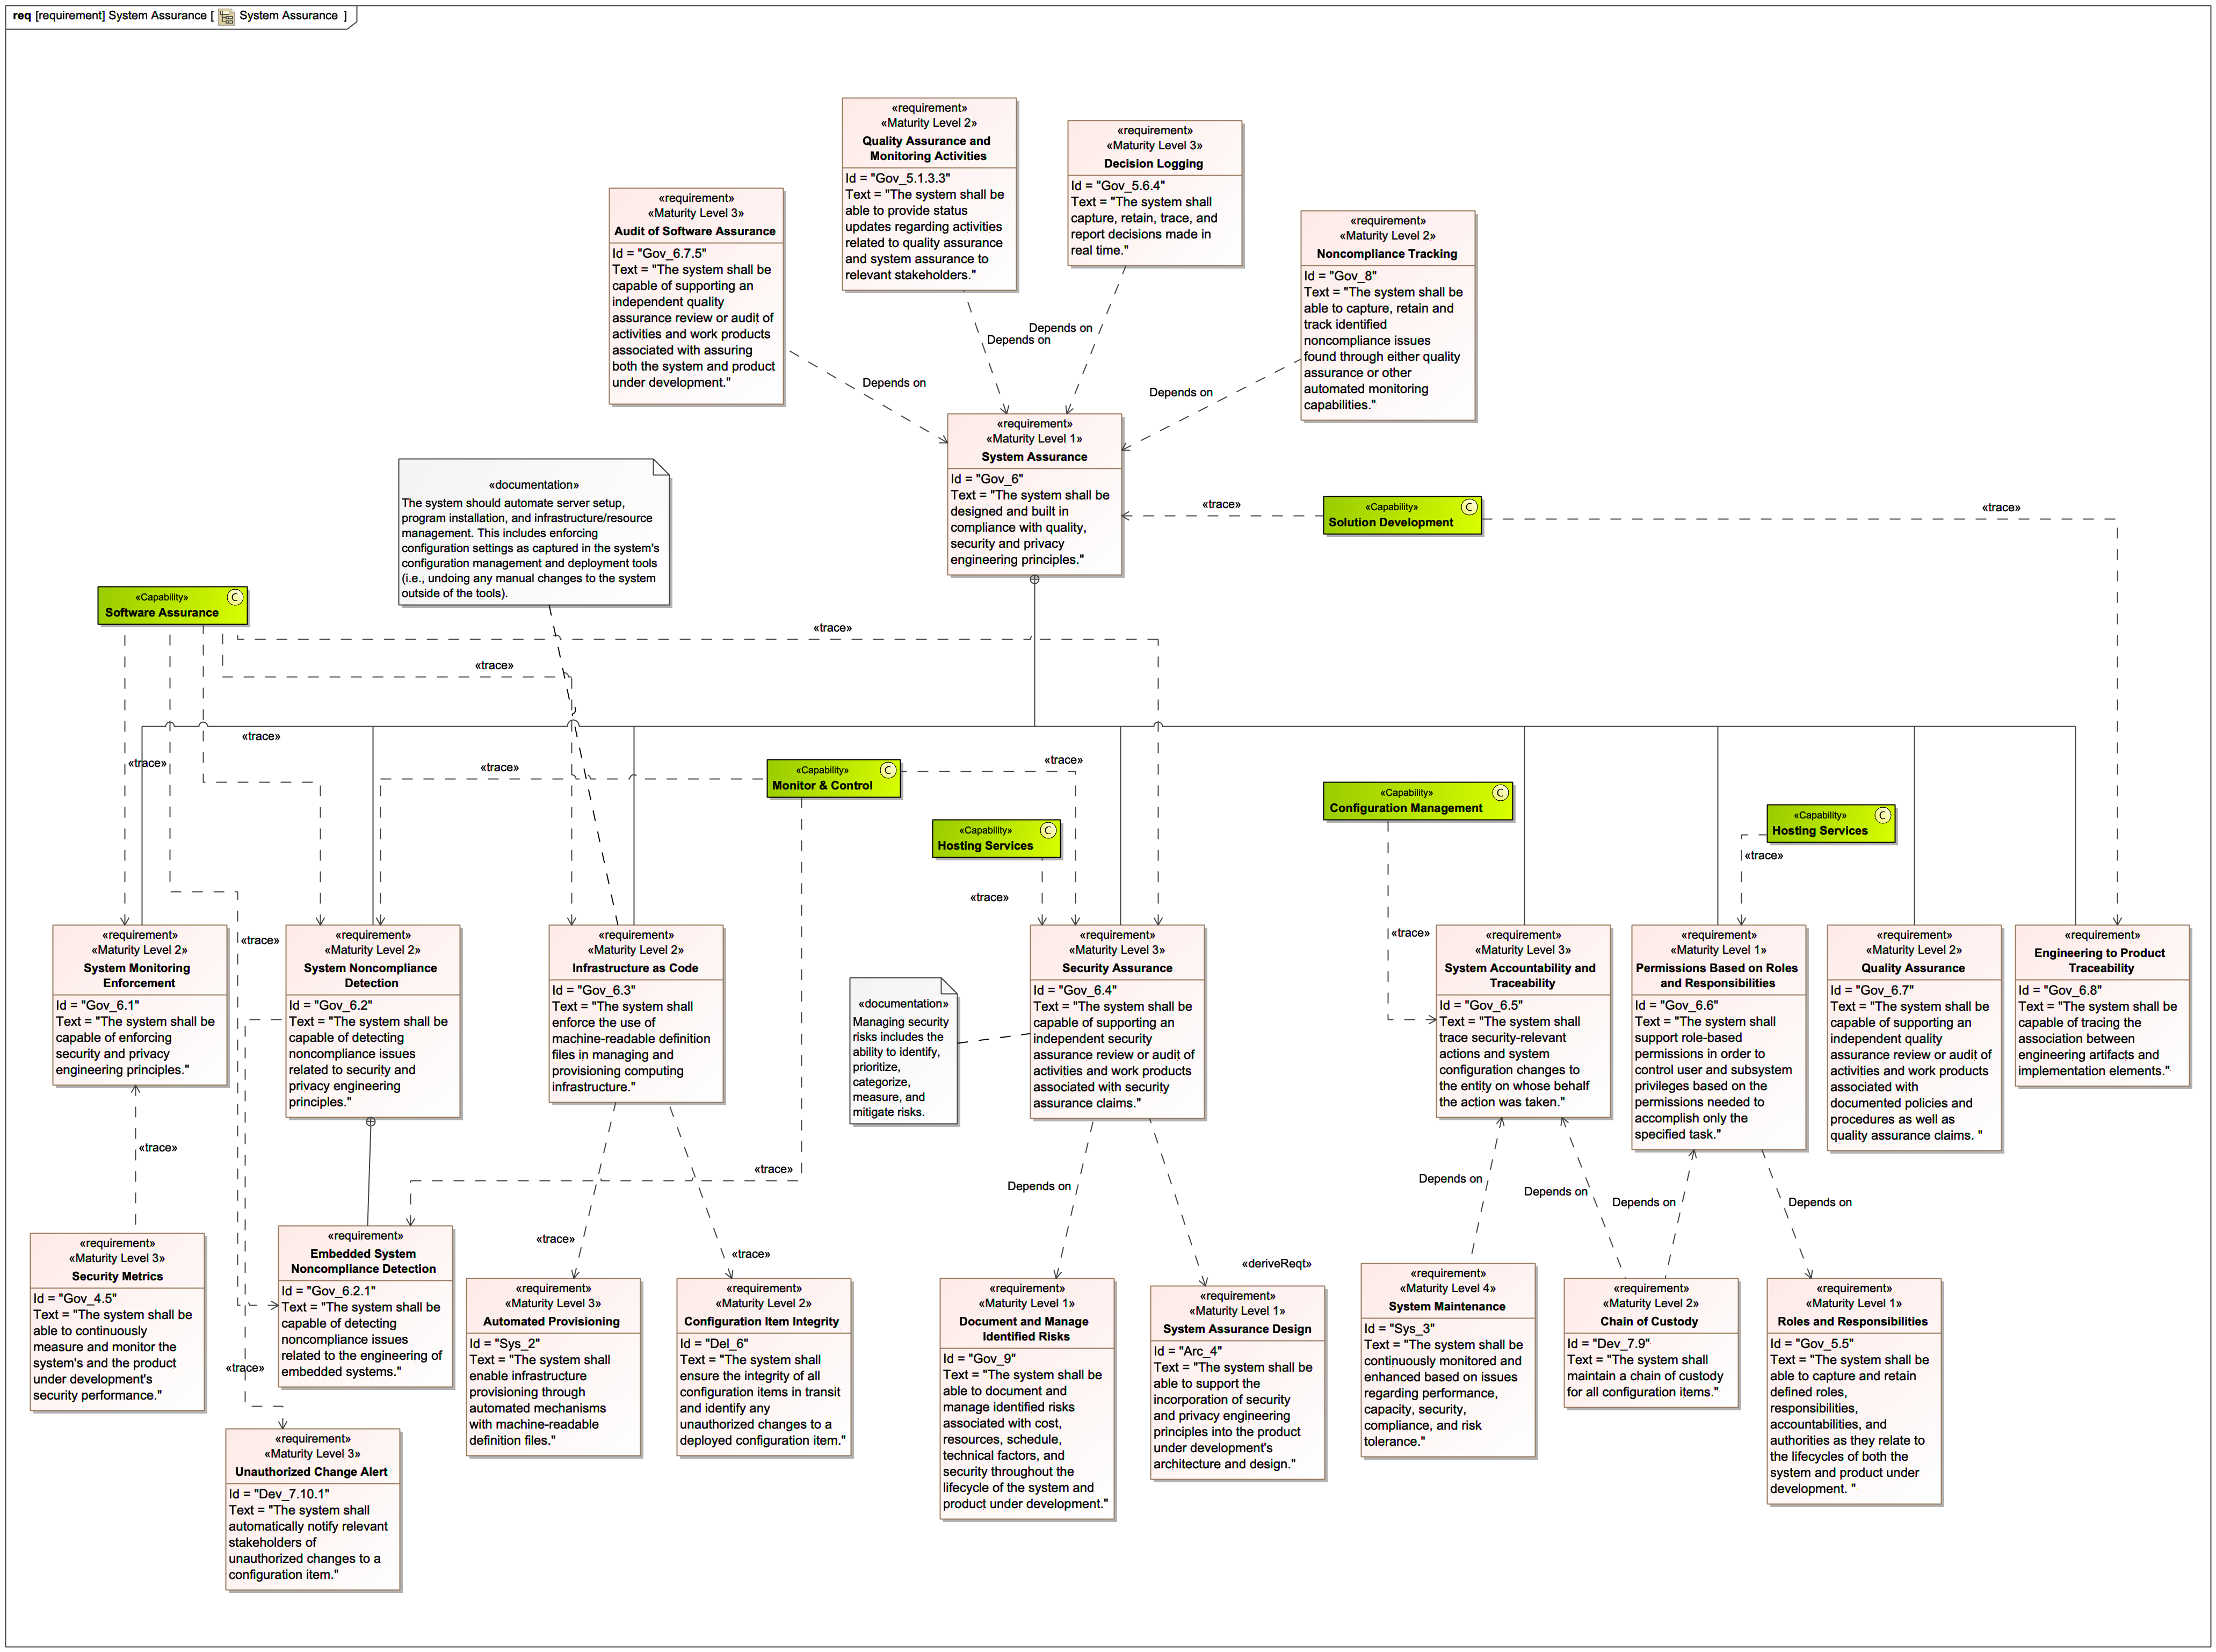 req [requirement] System Assurance [ System Assurance ]
«requirement»
«Maturity Level 2»
Quality Assurance and
Monitoring Activities
Id = "Gov_5.1.3.3"
Text = "The system shall be
able to provide status
updates regarding activities
related to quality assurance
and system assurance to
relevant stakeholders."
«requirement»
«Maturity Level 3»
Decision Logging
Id = "Gov_5.6.4"
Text = "The system shall
capture, retain, trace, and
report decisions made in
real time."
«requirement»
«Maturity Level 3»
Audit of Software Assurance
Id = "Gov_6.7.5"
Text = "The system shall be
capable of supporting an
independent quality
assurance review or audit of
activities and work products
associated with assuring
both the system and product
under development."
«requirement»
«Maturity Level 2»
Noncompliance Tracking
Id = "Gov_8"
Text = "The system shall be
able to capture, retain and
track identified
noncompliance issues
found through either quality
assurance or other
automated monitoring
capabilities."
Depends on
Depends on
Depends on
Depends on
«requirement»
«Maturity Level 1»
System Assurance
Id = "Gov_6"
Text = "The system shall be
designed and built in
compliance with quality,
security and privacy
engineering principles."
«documentation»
The system should automate server setup,
program installation, and infrastructure/resource
management. This includes enforcing
configuration settings as captured in the system's
configuration management and deployment tools
(i.e., undoing any manual changes to the system
outside of the tools).
«trace»
«Capability»
C
Solution Development
«trace»
«Capability»
C
Software Assurance
«trace»
«trace»
«trace»
«trace»
«trace»
«Capability»
C
Monitor & Control
«trace»
«Capability»
C
Configuration Management
«Capability»
C
Hosting Services
«Capability»
C
Hosting Services
«trace»
«trace»
«trace»
«trace»
«requirement»
«Maturity Level 2»
System Monitoring
Enforcement
Id = "Gov_6.1"
Text = "The system shall be
capable of enforcing
security and privacy
engineering principles."
«requirement»
«Maturity Level 2»
System Noncompliance
Detection
Id = "Gov_6.2"
Text = "The system shall be
capable of detecting
noncompliance issues
related to security and
privacy engineering
principles."
«requirement»
«Maturity Level 2»
Infrastructure as Code
Id = "Gov_6.3"
Text = "The system shall
enforce the use of
machine-readable definition
files in managing and
provisioning computing
infrastructure."
«documentation»
Managing security
risks includes the
ability to identify,
prioritize,
categorize,
measure, and
mitigate risks.
«requirement»
«Maturity Level 3»
Security Assurance
Id = "Gov_6.4"
Text = "The system shall be
capable of supporting an
independent security
assurance review or audit of
activities and work products
associated with security
assurance claims."
«requirement»
«Maturity Level 3»
System Accountability and
Traceability
Id = "Gov_6.5"
Text = "The system shall
trace security-relevant
actions and system
configuration changes to
the entity on whose behalf
the action was taken."
«requirement»
«Maturity Level 1»
Permissions Based on Roles
and Responsibilities
Id = "Gov_6.6"
Text = "The system shall
support role-based
permissions in order to
control user and subsystem
privileges based on the
permissions needed to
accomplish only the
specified task."
«requirement»
«Maturity Level 2»
Quality Assurance
Id = "Gov_6.7"
Text = "The system shall be
capable of supporting an
independent quality
assurance review or audit of
activities and work products
associated with
documented policies and
procedures as well as
quality assurance claims. "
«requirement»
Engineering to Product
Traceability
Id = "Gov_6.8"
Text = "The system shall be
capable of tracing the
association between
engineering artifacts and
implementation elements."
«trace»
«trace»
Depends on
Depends on
Depends on
Depends on
Depends on
«trace»
«trace»
«deriveReqt»
«requirement»
«Maturity Level 3»
Security Metrics
Id = "Gov_4.5"
Text = "The system shall be
able to continuously
measure and monitor the
system's and the product
under development's
security performance."
«requirement»
Embedded System
Noncompliance Detection
Id = "Gov_6.2.1"
Text = "The system shall be
capable of detecting
noncompliance issues
related to the engineering of
embedded systems."
«trace»
«requirement»
«Maturity Level 3»
Unauthorized Change Alert
Id = "Dev_7.10.1"
Text = "The system shall
automatically notify relevant
stakeholders of
unauthorized changes to a
configuration item."
«requirement»
«Maturity Level 3»
Automated Provisioning
Id = "Sys_2"
Text = "The system shall
enable infrastructure
provisioning through
automated mechanisms
with machine-readable
definition files."
«requirement»
«Maturity Level 2»
Configuration Item Integrity
Id = "Del_6"
Text = "The system shall
ensure the integrity of all
configuration items in transit
and identify any
unauthorized changes to a
deployed configuration item."
«requirement»
«Maturity Level 1»
Document and Manage
Identified Risks
Id = "Gov_9"
Text = "The system shall be
able to document and
manage identified risks
associated with cost,
resources, schedule,
technical factors, and
security throughout the
lifecycle of the system and
product under development."
«requirement»
«Maturity Level 1»
System Assurance Design
Id = "Arc_4"
Text = "The system shall be
able to support the
incorporation of security
and privacy engineering
principles into the product
under development's
architecture and design."
«requirement»
«Maturity Level 4»
System Maintenance
Id = "Sys_3"
Text = "The system shall be
continuously monitored and
enhanced based on issues
regarding performance,
capacity, security,
compliance, and risk
tolerance."
«requirement»
«Maturity Level 2»
Chain of Custody
Id = "Dev_7.9"
Text = "The system shall
maintain a chain of custody
for all configuration items."
«requirement»
«Maturity Level 1»
Roles and Responsibilities
Id = "Gov_5.5"
Text = "The system shall be
able to capture and retain
defined roles,
responsibilities,
accountabilities, and
authorities as they relate to
the lifecycles of both the
system and product under
development. "